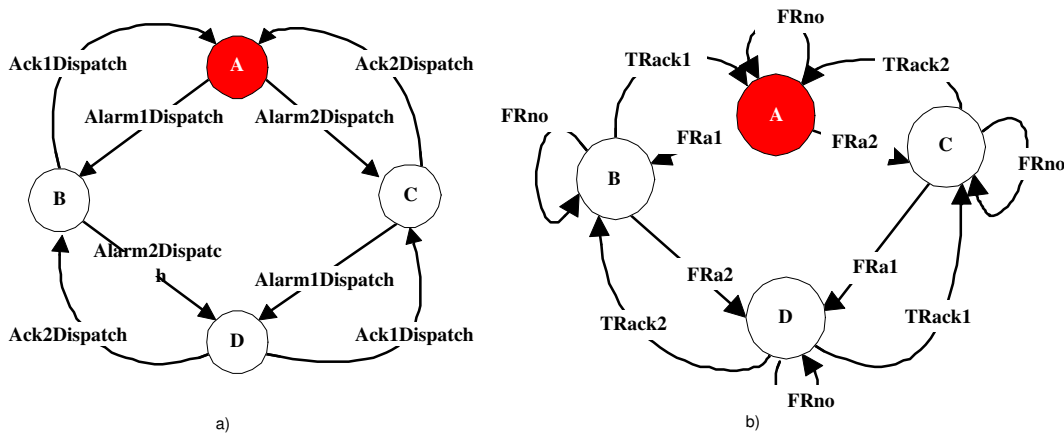 Ack1Dispatch
A
Ack2Dispatch
Alarm1Dispatch
Alarm2Dispatch
B
C
Alarm2Dispatc
h
Alarm1Dispatch
Ack2Dispatch
D
Ack1Dispatch
a)
FRno
TRack1
TRack2
A
FRno
FRa1
FRa2
C
FRno
B
FRa2
FRa1
TRack2
D
TRack1
FRno
b)